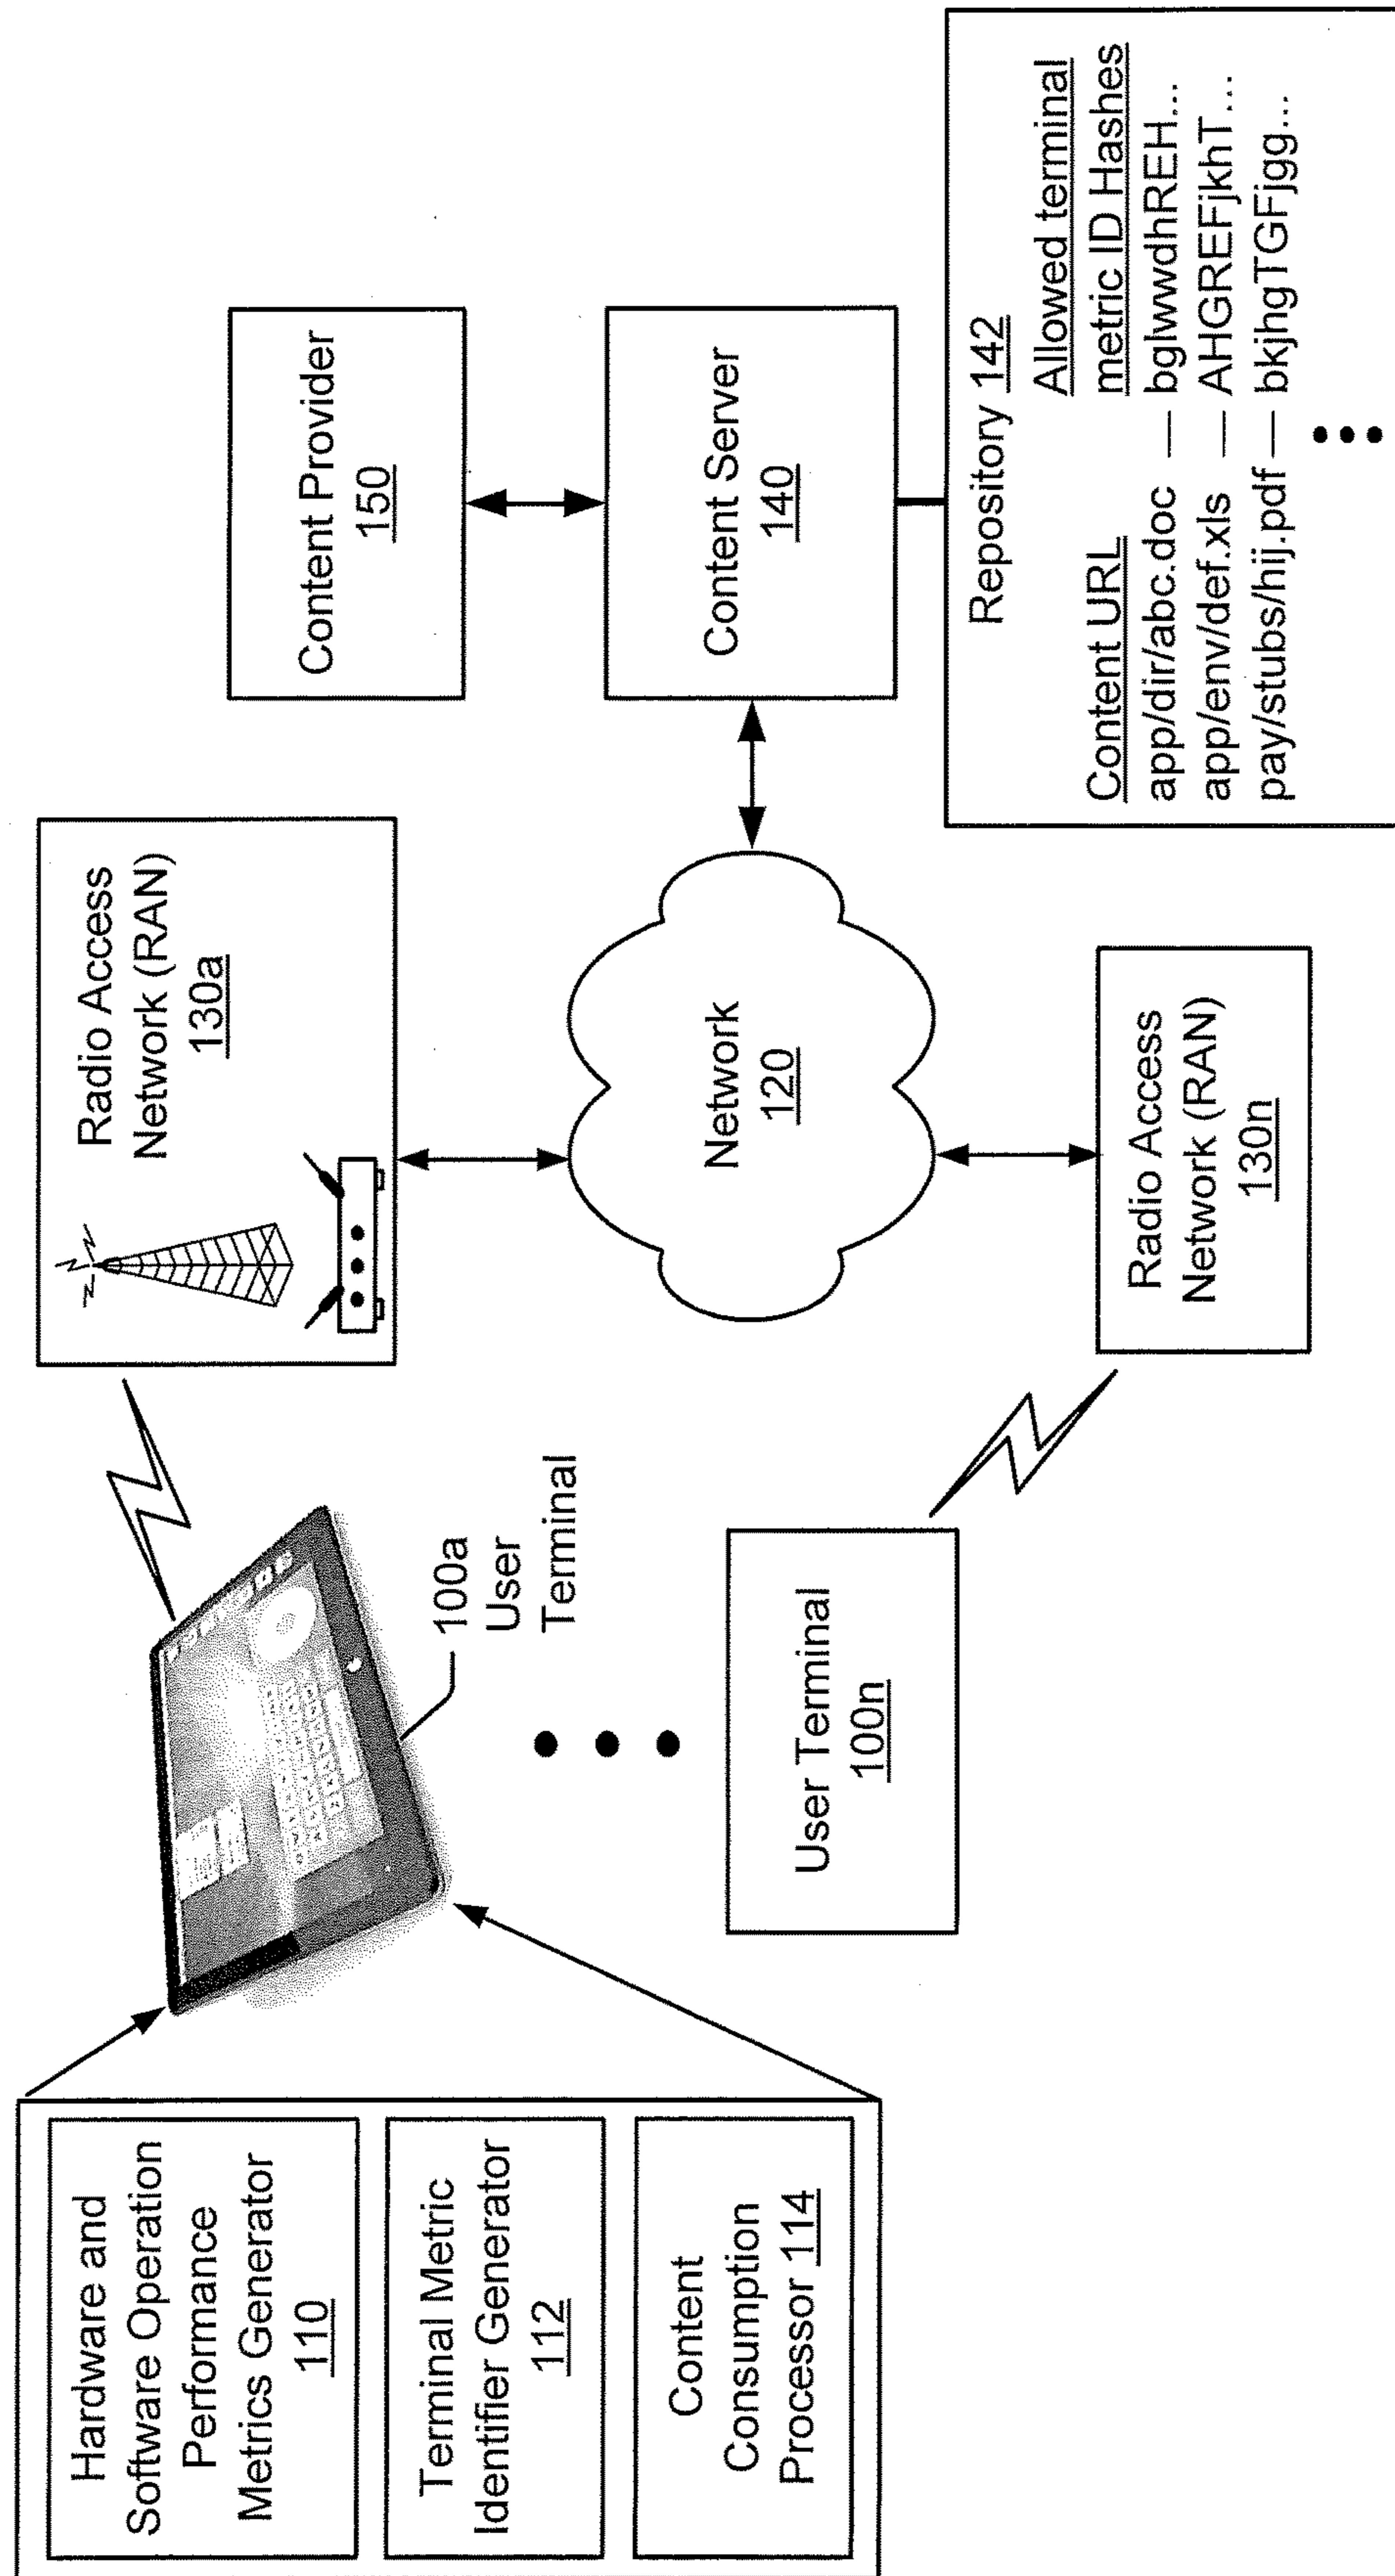 Hardware and
Software Operation
Performance
Metrics Generator
110
Terminal Metric
Identifier Generator
112
Content
Consumption
Processor 114
100a
User
Terminal
User Terminal
100n
Radio Access
Network (RAN)
130a
Network
120
Radio Access
Network (RAN)
130n
Content Provider
150
Content Server
140
Repository 142
Allowed terminal
Content URL metric ID Hashes
app/dir/abc.doc — bglwwdhREH...
app/env/def.xls — AHGREFjkhT...
pay/stubs/hij.pdf — bkjhgTGFjgg...